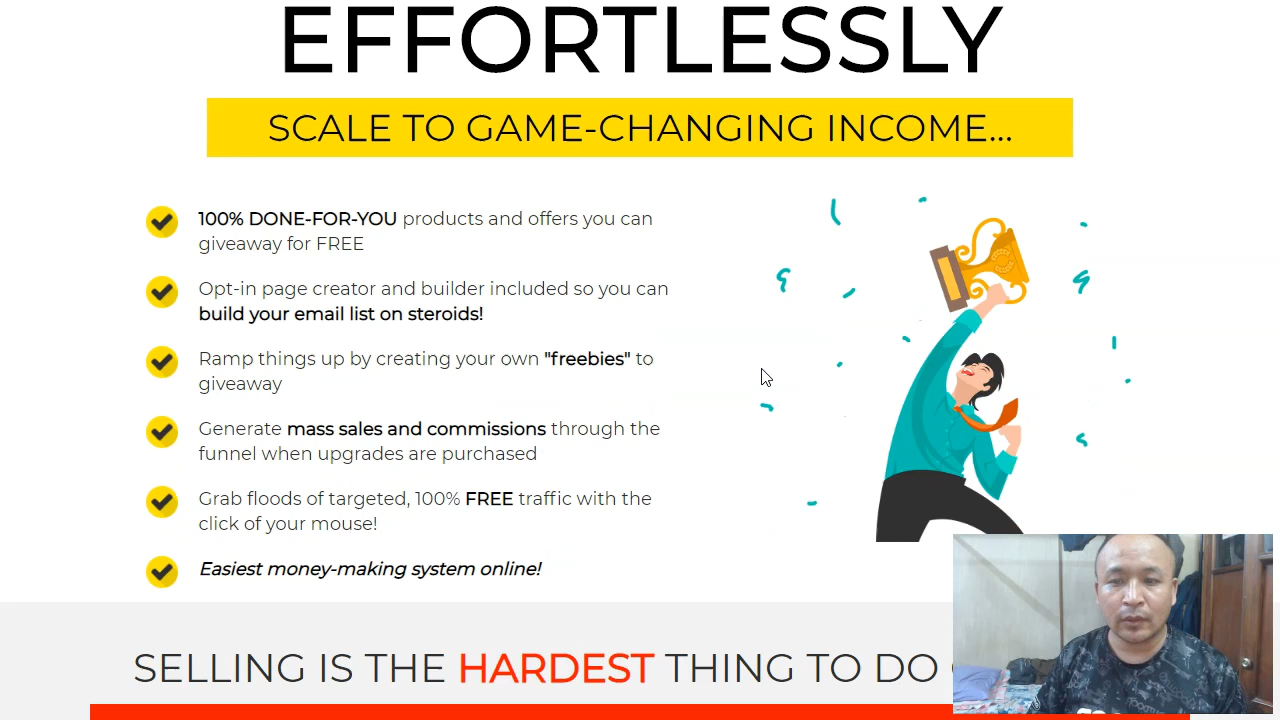 EFFORTLESSLY
SCALE TO GAME-CHANGING INCOME...
100% DONE-FOR-YOU products and offers you can
giveaway for FREE
Opt-in page creator and builder included so you can
build your email list on steroids!
Ramp things up by creating your own "freebies" to
giveaway
Generate mass sales and commissions through the
funnel when upgrades are purchased
Grab floods of targeted, 100% FREE traffic with the
click of your mouse!
Easiest money-making system online!
SELLING IS THE HARDEST THING TO DO